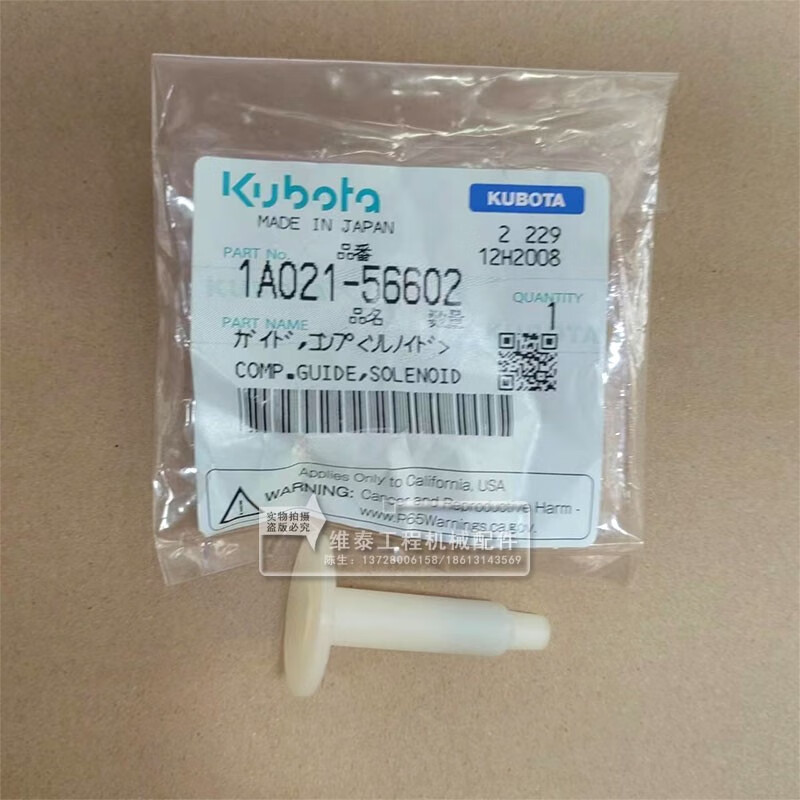 Kubota
KUBOTA
MADE IN JAPAN
2 229
12H2008
PART No.
品番
1A021-56602
QUANTITY
1
PART NAME
品名
数量
ガイド,コンプ<ソレノイド>
COMP.GUIDE,SOLENOID
Applies Only to California, USA
WARNING: Cancer and Reproductive Harm -
www.P65Warnings.ca.gov.
实物拍摄
盗版必究
维泰工程机械配件
陈生：13728006158/18613143569